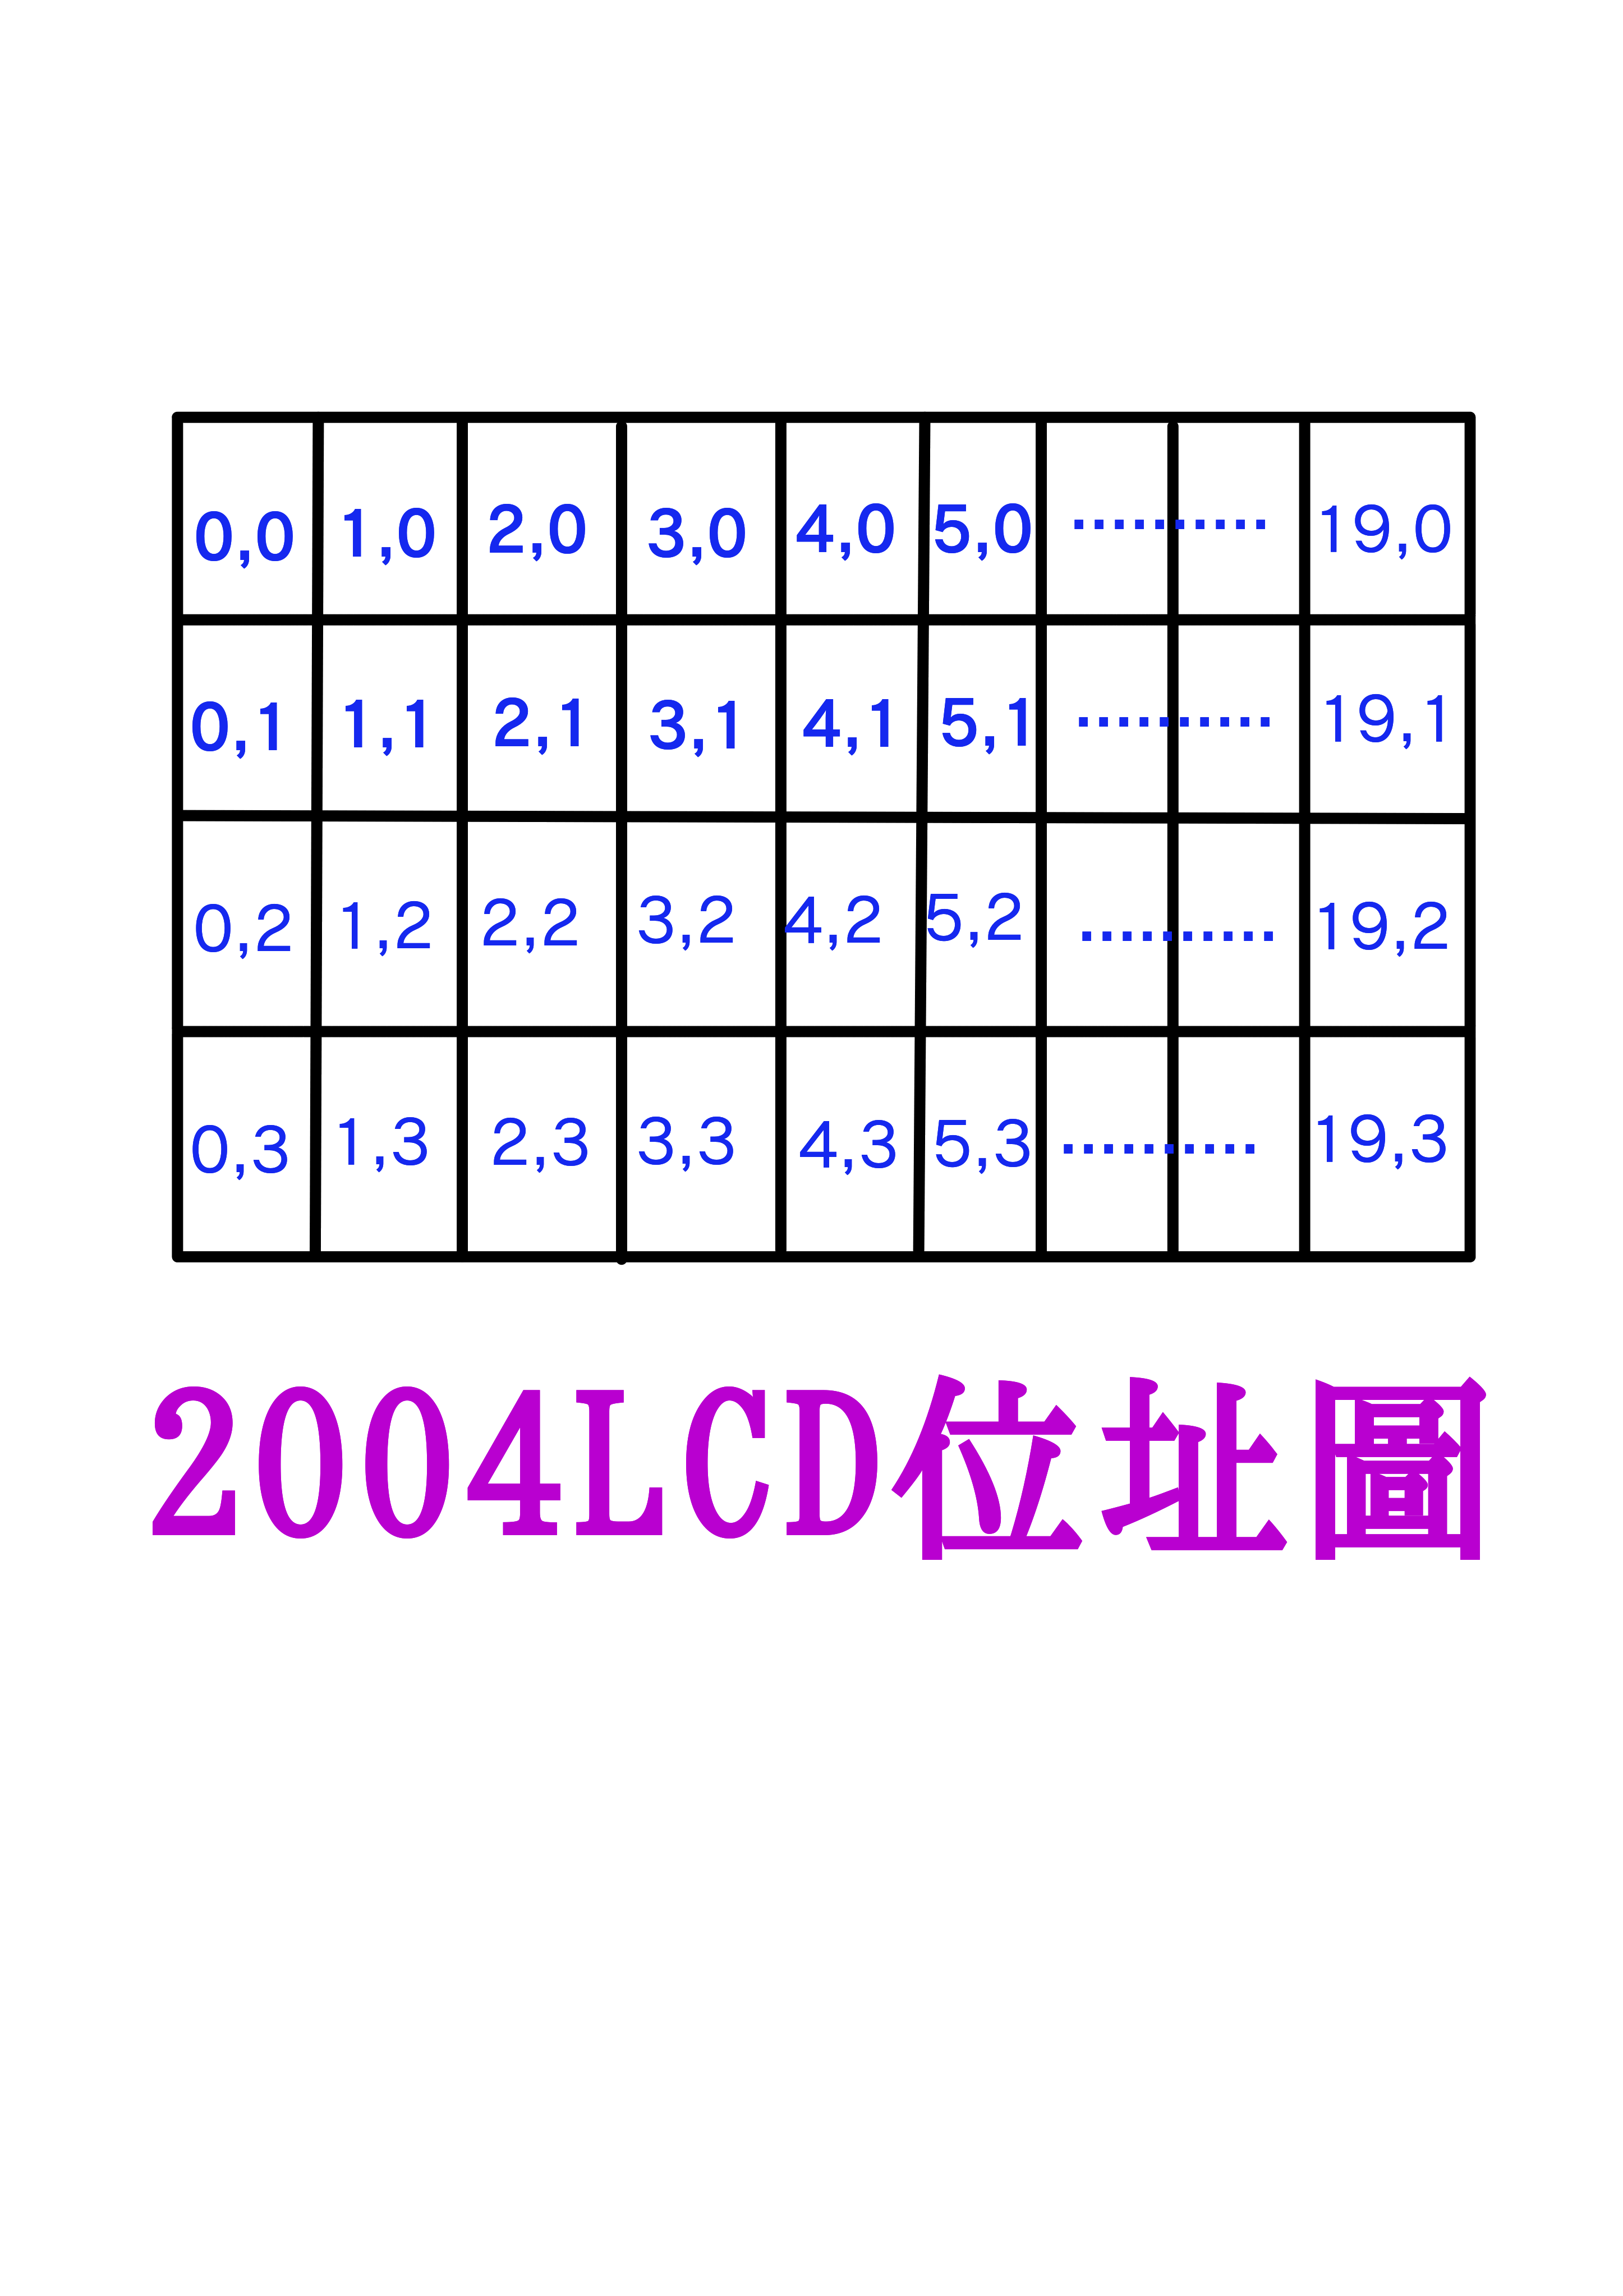 0,0 1,0 2,0 3,0 4,0 5,0 .......... 19,0
0,1 1,1 2,1 3,1 4,1 5,1 .......... 19,1
0,2 1,2 2,2 3,2 4,2 5,2 .......... 19,2
0,3 1,3 2,3 3,3 4,3 5,3 .......... 19,3
2004LCD位址圖